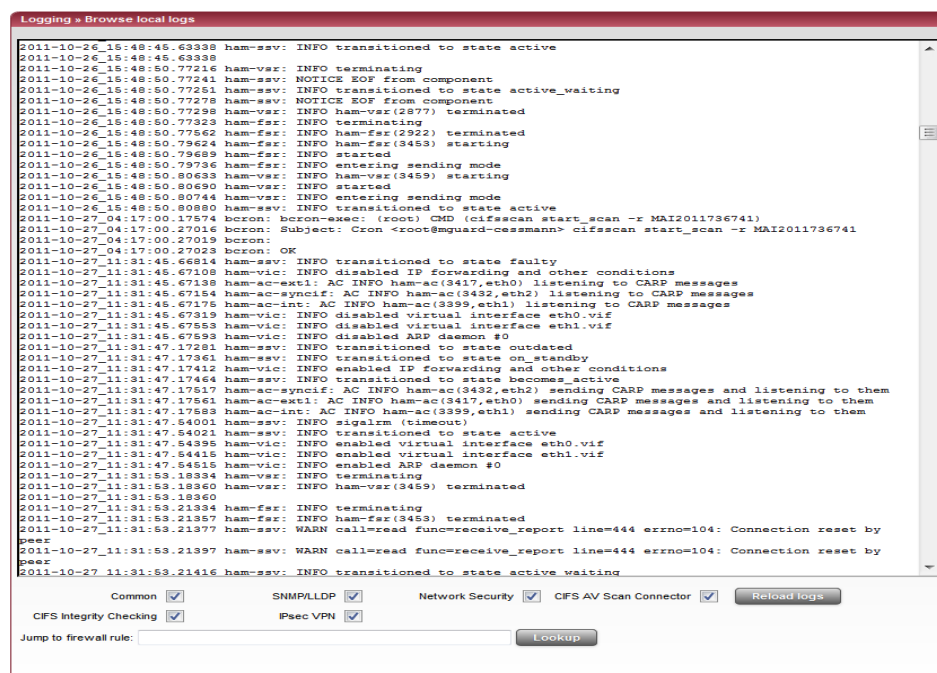 Logging » Browse local logs
2011-10-26_15:48:45.63338 ham-ssv: INFO transitioned to state active
2011-10-26_15:48:45.63338
2011-10-26_15:48:50.77216 ham-vsr: INFO terminating
2011-10-26_15:48:50.77241 ham-ssv: NOTICE EOF from component
2011-10-26_15:48:50.77251 ham-ssv: INFO transitioned to state active_waiting
2011-10-26_15:48:50.77278 ham-ssv: NOTICE EOF from component
2011-10-26_15:48:50.77298 ham-vsr: INFO ham-vsr(2877) terminated
2011-10-26_15:48:50.77323 ham-fsr: INFO terminating
2011-10-26_15:48:50.77562 ham-fsr: INFO ham-fsr(2922) terminated
2011-10-26_15:48:50.79624 ham-fsr: INFO ham-fsr(3453) starting
2011-10-26_15:48:50.79689 ham-fsr: INFO started
2011-10-26_15:48:50.79736 ham-fsr: INFO entering sending mode
2011-10-26_15:48:50.80633 ham-vsr: INFO ham-vsr(3459) starting
2011-10-26_15:48:50.80690 ham-vsr: INFO started
2011-10-26_15:48:50.80744 ham-vsr: INFO entering sending mode
2011-10-26_15:48:50.80880 ham-ssv: INFO transitioned to state active
2011-10-27_04:17:00.17574 bcron: bcron-exec: (root) CMD (cifsscan start_scan -r MAI2011736741)
2011-10-27_04:17:00.27016 bcron: Subject: Cron <root@mguard-cessmann> cifsscan start_scan -r MAI2011736741
2011-10-27_04:17:00.27019 bcron:
2011-10-27_04:17:00.27023 bcron: OK
2011-10-27_11:31:45.66814 ham-ssv: INFO transitioned to state faulty
2011-10-27_11:31:45.67108 ham-vic: INFO disabled IP forwarding and other conditions
2011-10-27_11:31:45.67138 ham-ac-ext1: AC INFO ham-ac(3417,eth0) listening to CARP messages
2011-10-27_11:31:45.67154 ham-ac-syncif: AC INFO ham-ac(3432,eth2) listening to CARP messages
2011-10-27_11:31:45.67175 ham-ac-int: AC INFO ham-ac(3399,eth1) listening to CARP messages
2011-10-27_11:31:45.67319 ham-vic: INFO disabled virtual interface eth0.vif
2011-10-27_11:31:45.67553 ham-vic: INFO disabled virtual interface eth1.vif
2011-10-27_11:31:45.67593 ham-vic: INFO disabled ARP daemon #0
2011-10-27_11:31:47.17281 ham-ssv: INFO transitioned to state outdated
2011-10-27_11:31:47.17361 ham-ssv: INFO transitioned to state on_standby
2011-10-27_11:31:47.17412 ham-vic: INFO enabled IP forwarding and other conditions
2011-10-27_11:31:47.17464 ham-ssv: INFO transitioned to state becomes_active
2011-10-27_11:31:47.17517 ham-ac-syncif: AC INFO ham-ac(3432,eth2) sending CARP messages and listening to them
2011-10-27_11:31:47.17561 ham-ac-ext1: AC INFO ham-ac(3417,eth0) sending CARP messages and listening to them
2011-10-27_11:31:47.17583 ham-ac-int: AC INFO ham-ac(3399,eth1) sending CARP messages and listening to them
2011-10-27_11:31:47.54001 ham-ssv: INFO sigalrm (timeout)
2011-10-27_11:31:47.54021 ham-ssv: INFO transitioned to state active
2011-10-27_11:31:47.54395 ham-vic: INFO enabled virtual interface eth0.vif
2011-10-27_11:31:47.54415 ham-vic: INFO enabled virtual interface eth1.vif
2011-10-27_11:31:47.54515 ham-vic: INFO enabled ARP daemon #0
2011-10-27_11:31:53.18334 ham-vsr: INFO terminating
2011-10-27_11:31:53.18360 ham-vsr: INFO ham-vsr(3459) terminated
2011-10-27_11:31:53.18360
2011-10-27_11:31:53.21334 ham-fsr: INFO terminating
2011-10-27_11:31:53.21357 ham-fsr: INFO ham-fsr(3453) terminated
2011-10-27_11:31:53.21377 ham-ssv: WARN call=read func=receive_report line=444 errno=104: Connection reset by
peer
2011-10-27_11:31:53.21397 ham-ssv: WARN call=read func=receive_report line=444 errno=104: Connection reset by
peer
2011-10-27 11:31:53.21416 ham-ssv: INFO transitioned to state active waiting
Common SNMP/LLDP Network Security CIFS AV Scan Connector Reload logs
CIFS Integrity Checking IPsec VPN
Jump to firewall rule: Lookup